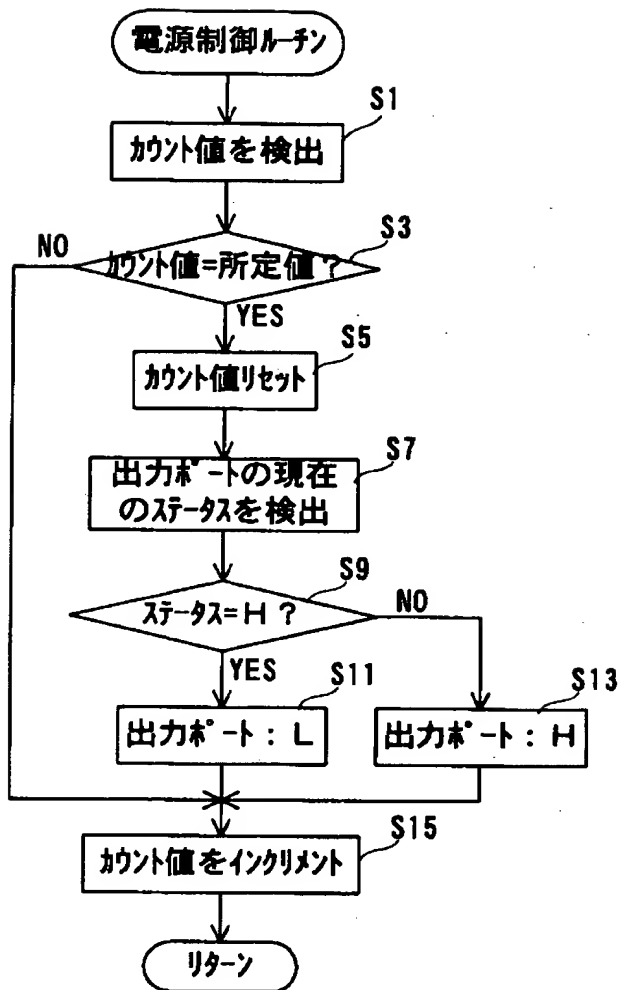 電源制御ﾙｰﾁﾝ
S1
ｶｳﾝﾄ値を検出
S3
NO
ｶｳﾝﾄ値=所定値?
YES
S5
ｶｳﾝﾄ値ﾘｾｯﾄ
S7
出力ﾎﾟｰﾄの現在
のｽﾃｰﾀｽを検出
S9
ｽﾃｰﾀｽ=H?
NO
YES
S11
S13
出力ﾎﾟｰﾄ:L
出力ﾎﾟｰﾄ:H
S15
ｶｳﾝﾄ値をｲﾝｸﾘﾒﾝﾄ
ﾘﾀｰﾝ